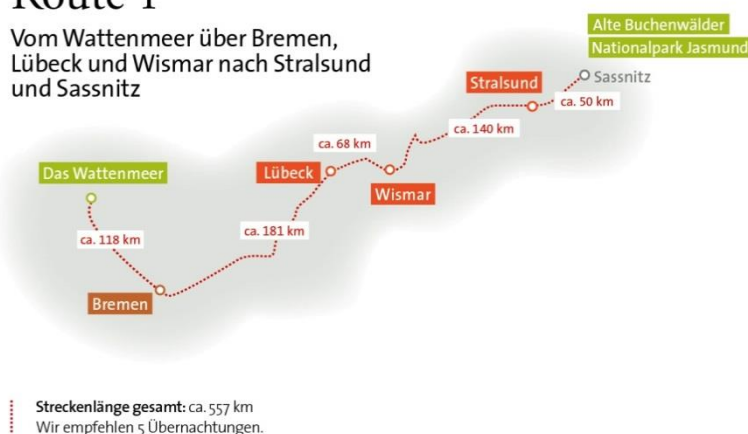 Route 1
Vom Wattenmeer über Bremen,
Lübeck und Wismar nach Stralsund
und Sassnitz
Alte Buchenwälder
Nationalpark Jasmund
Sassnitz
Stralsund
ca. 50 km
ca. 140 km
ca. 68 km
Lübeck
Wismar
Das Wattenmeer
ca. 181 km
ca. 118 km
Bremen
Streckenlänge gesamt: ca. 557 km
Wir empfehlen 5 Übernachtungen.